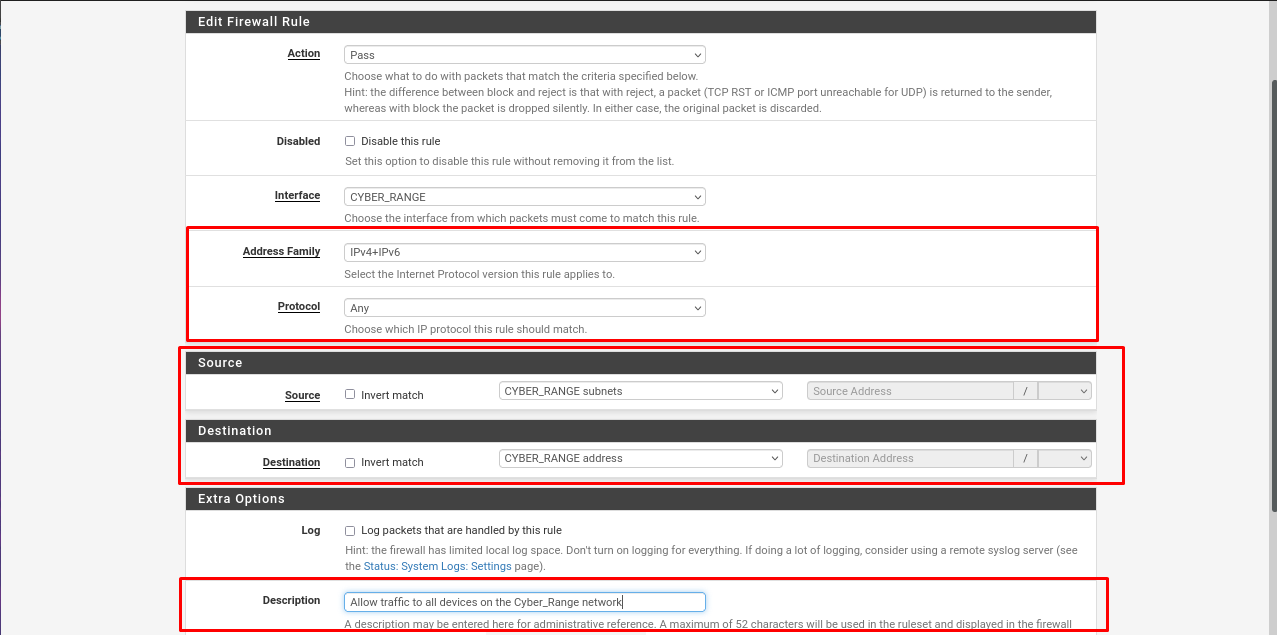 Edit Firewall Rule
Action
Pass
Choose what to do with packets that match the criteria specified below.
Hint: the difference between block and reject is that with reject, a packet (TCP RST or ICMP port unreachable for UDP) is returned to the sender,
whereas with block the packet is dropped silently. In either case, the original packet is discarded.
Disabled
Disable this rule
Set this option to disable this rule without removing it from the list.
Interface
CYBER_RANGE
Choose the interface from which packets must come to match this rule.
Address Family
IPv4+IPv6
Select the Internet Protocol version this rule applies to.
Protocol
Any
Choose which IP protocol this rule should match.
Source
Source
Invert match
CYBER_RANGE subnets
Source Address
/
Destination
Destination
Invert match
CYBER_RANGE address
Destination Address
/
Extra Options
Log
Log packets that are handled by this rule
Hint: the firewall has limited local log space. Don't turn on logging for everything. If doing a lot of logging, consider using a remote syslog server (see
the Status: System Logs: Settings page).
Description
Allow traffic to all devices on the Cyber_Range network
A description may be entered here for administrative reference. A maximum of 52 characters will be used in the ruleset and displayed in the firewall